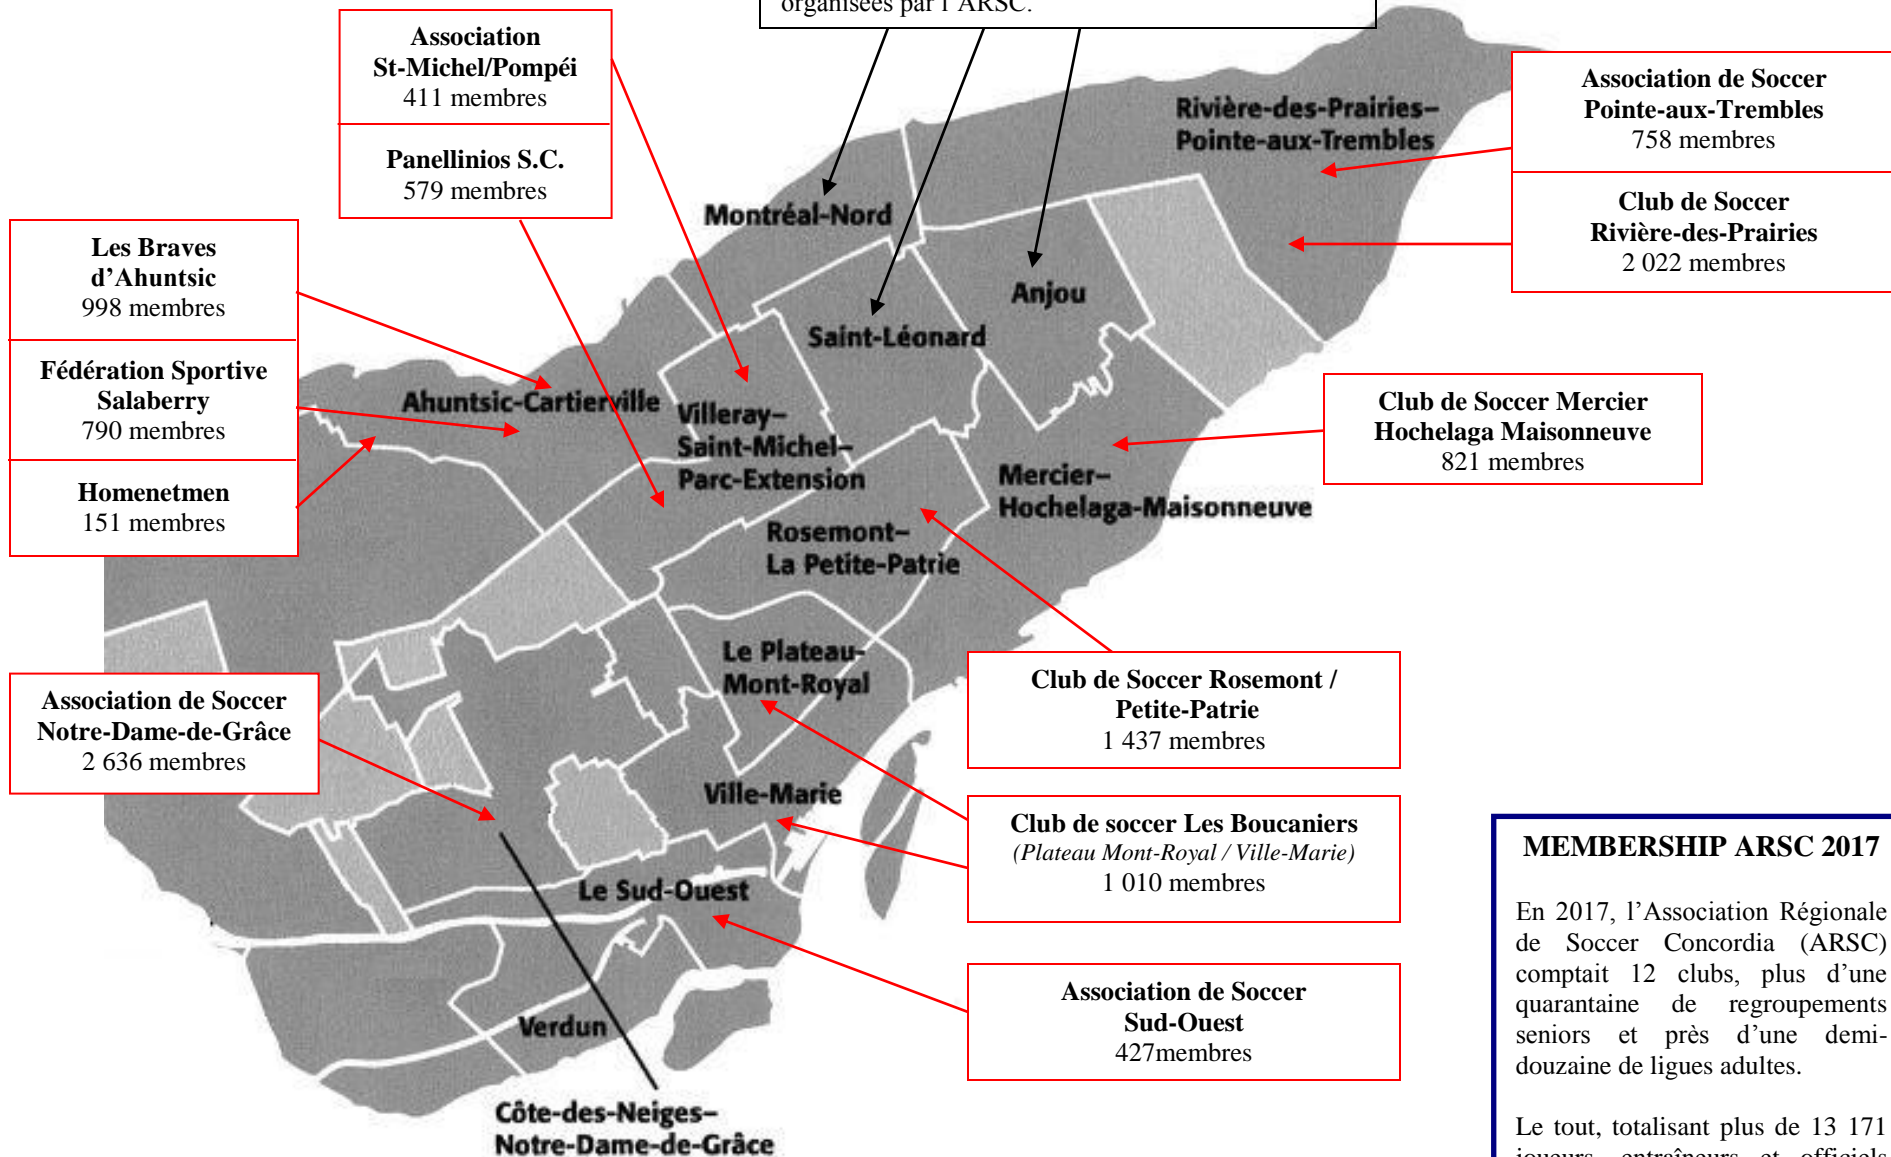 organisées par l'ARSC.
Association
St-Michel/Pompéi
411 membres
Panellinios S.C.
579 membres
Association de Soccer
Pointe-aux-Trembles
758 membres
Club de Soccer
Rivière-des-Prairies
2 022 membres
Rivière-des-Prairies–
Pointe-aux-Trembles
Montréal-Nord
Anjou
Saint-Léonard
Les Braves
d'Ahuntsic
998 membres
Fédération Sportive
Salaberry
790 membres
Homenetmen
151 membres
Ahuntsic-Cartierville
Villeray–
Saint-Michel–
Parc-Extension
Club de Soccer Mercier
Hochelaga Maisonneuve
821 membres
Mercier–
Hochelaga-Maisonneuve
Rosemont–
La Petite-Patrie
Le Plateau-
Mont-Royal
Association de Soccer
Notre-Dame-de-Grâce
2 636 membres
Club de Soccer Rosemont /
Petite-Patrie
1 437 membres
Ville-Marie
Club de soccer Les Boucaniers
(Plateau Mont-Royal / Ville-Marie)
1 010 membres
Le Sud-Ouest
Association de Soccer
Sud-Ouest
427membres
Verdun
Côte-des-Neiges–
Notre-Dame-de-Grâce
MEMBERSHIP ARSC 2017
En 2017, l'Association Régionale
de Soccer Concordia (ARSC)
comptait 12 clubs, plus d'une
quarantaine de regroupements
seniors et près d'une demi-
douzaine de ligues adultes.
Le tout, totalisant plus de 13 171
joueurs, entraîneurs et officiels